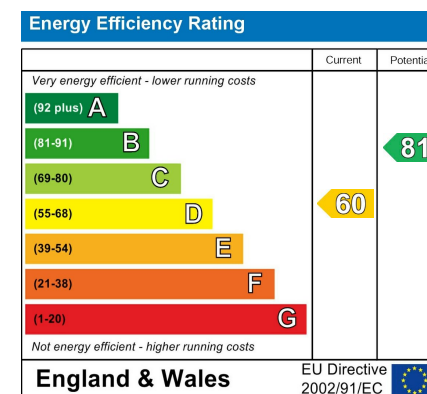 Energy Efficiency Rating
Current Potentia
Very energy efficient - lower running costs
(92 plus) A
(81-91) B
81
(69-80) C
(55-68) D
60
(39-54) E
(21-38) F
(1-20) G
Not energy efficient - higher running costs
England & Wales
EU Directive
2002/91/EC